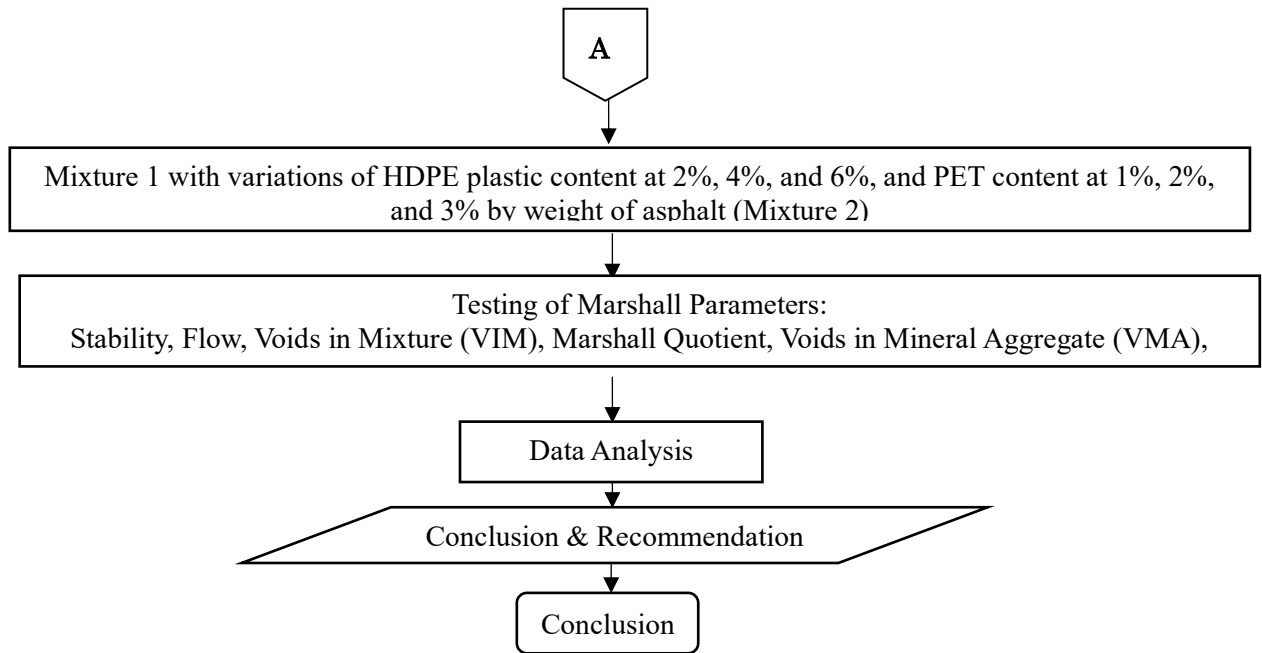 A
Mixture 1 with variations of HDPE plastic content at 2%, 4%, and 6%, and PET content at 1%, 2%,
and 3% by weight of asphalt (Mixture 2)
Testing of Marshall Parameters:
Stability, Flow, Voids in Mixture (VIM), Marshall Quotient, Voids in Mineral Aggregate (VMA),
Data Analysis
Conclusion & Recommendation
Conclusion